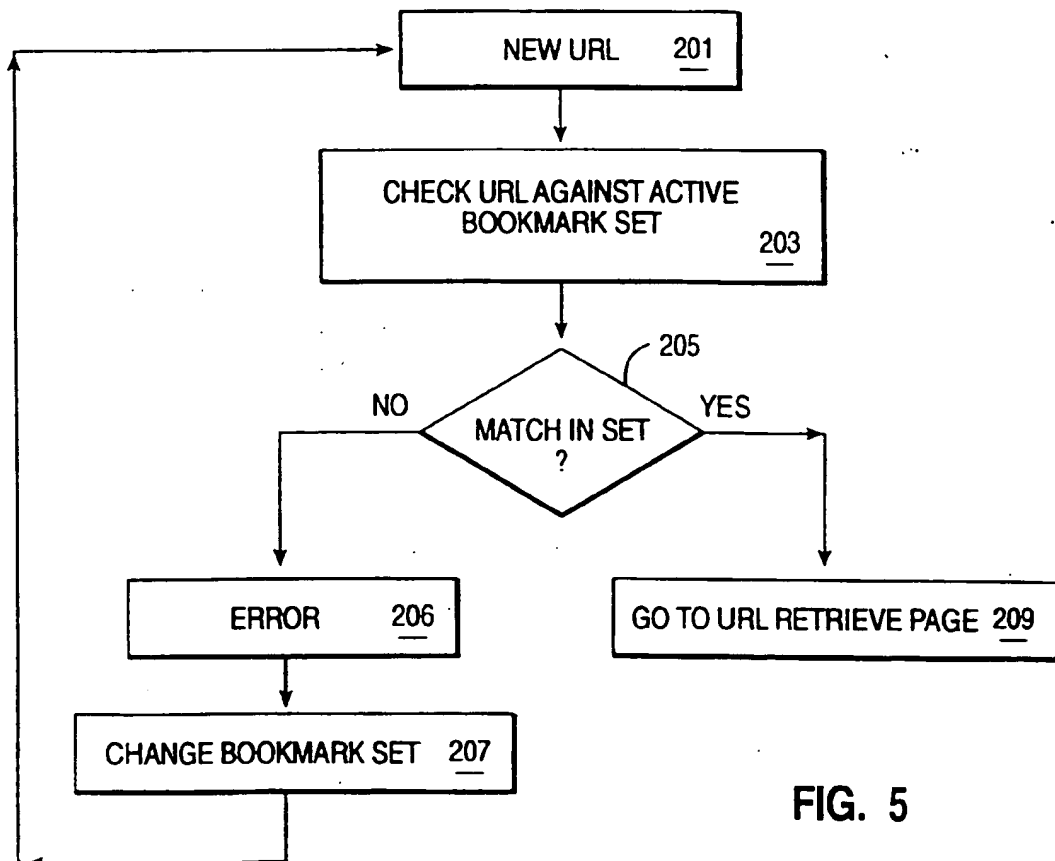 NEW URL 201
CHECK URL AGAINST ACTIVE
BOOKMARK SET
203
205
NO
YES
MATCH IN SET
?
ERROR 206
GO TO URL RETRIEVE PAGE 209
CHANGE BOOKMARK SET 207
FIG. 5